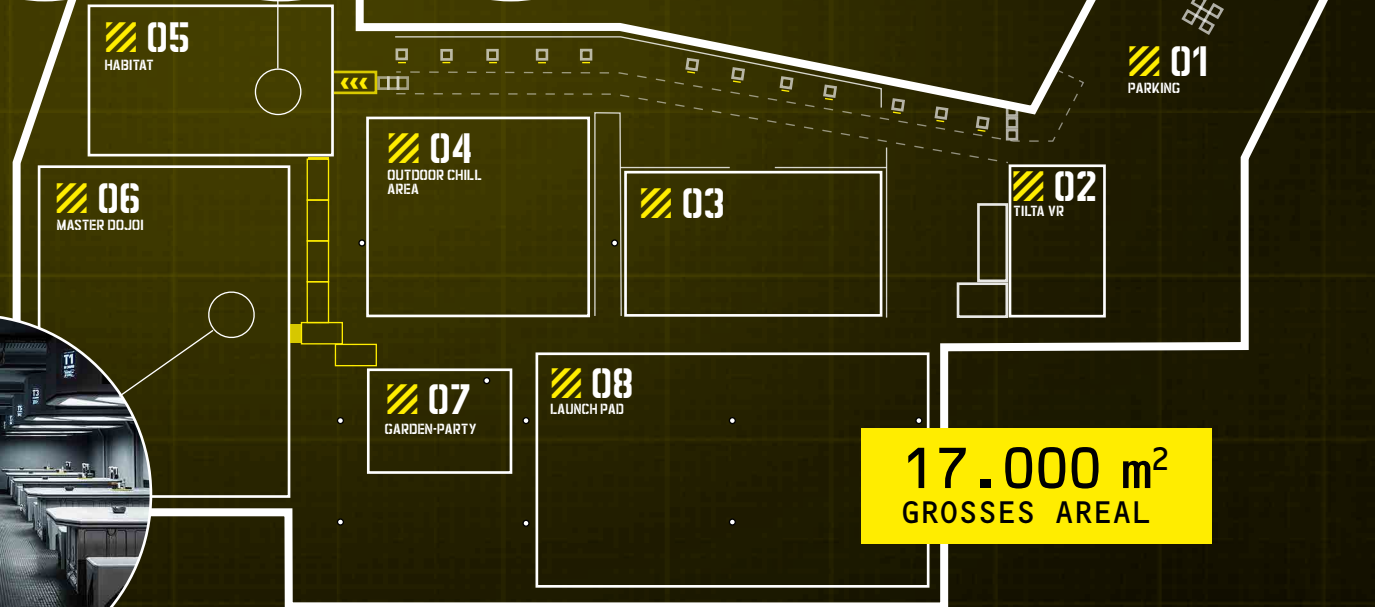 05
HABITAT
01
PARKING
04
OUTDOOR CHILL
AREA
02
TILTA VR
03
06
MASTER DOJOI
08
LAUNCH PAD
07
GARDEN-PARTY
T1
17.000 m²
GROSSES AREAL